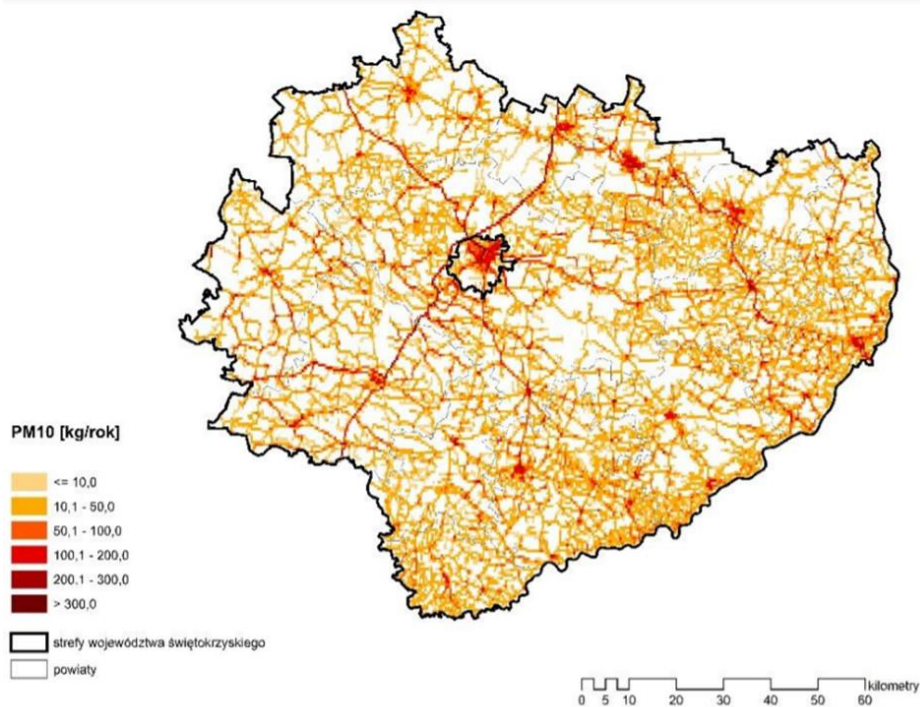 PM10 [kg/rok]
<= 10,0
10,1 - 50,0
50,1 - 100,0
100,1 - 200,0
200,1 - 300,0
> 300,0
strefy województwa świętokrzyskiego
powiaty
kilometry
0 5 10 20 30 40 50 60